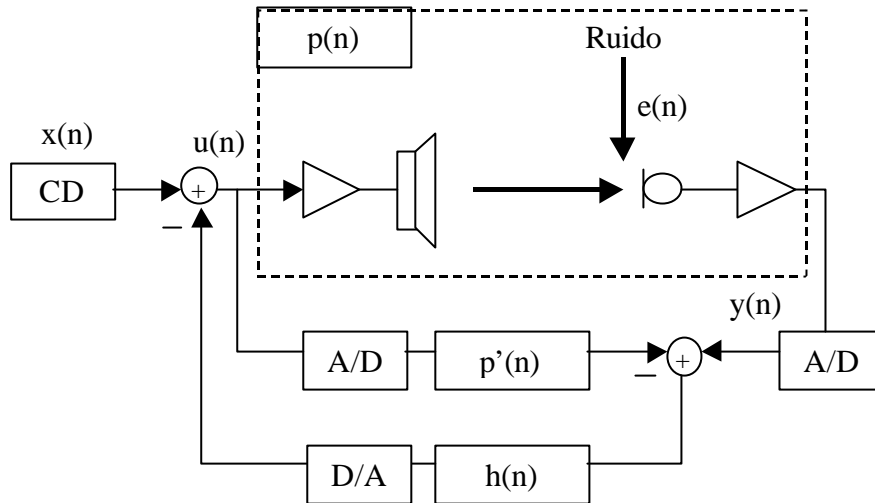 p(n)
Ruido
e(n)
x(n)
u(n)
CD
+
−
y(n)
A/D
p’(n)
−
+
A/D
D/A
h(n)